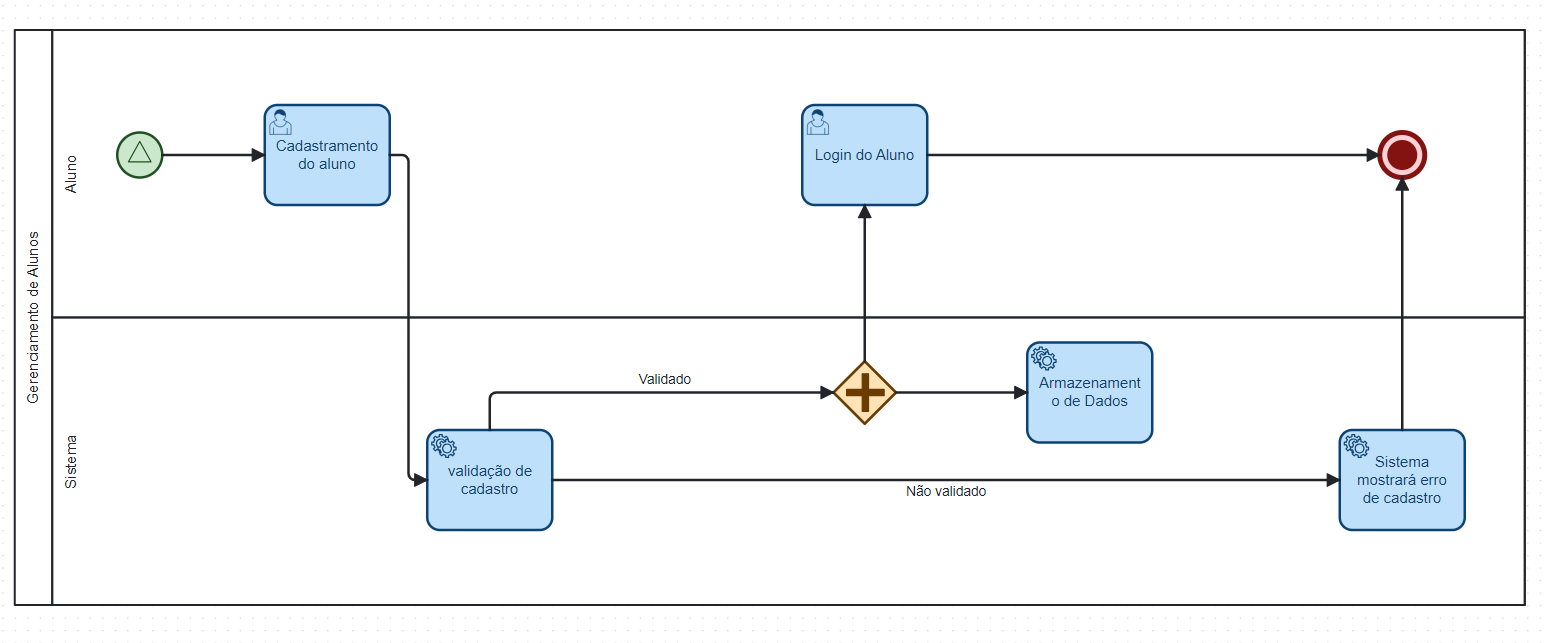 Gerenciamento de Alunos
Aluno
Cadastramento
do aluno
Login do Aluno
Sistema
Validado
validação de
cadastro
Não validado
Armazenament
o de Dados
Sistema
mostrará erro
de cadastro